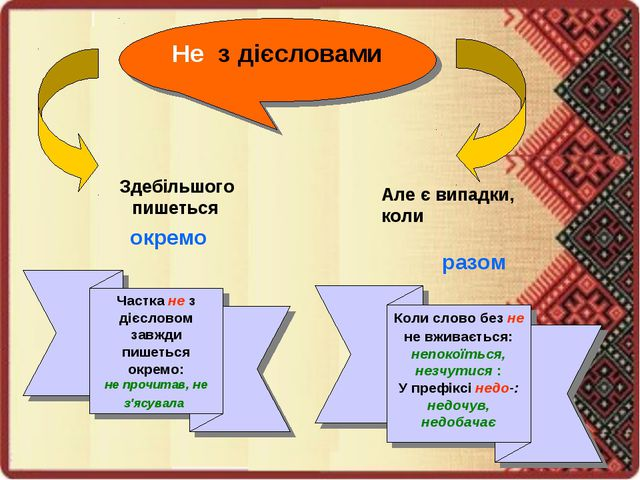 Не з дієсловами
Здебільшого
пишеться
окремо
Але є випадки,
коли
разом
Частка не з
дієсловом
завжди
пишеться
окремо:
не прочитав, не
з'ясувала
Коли слово без не
не вживається:
непокоїться,
незчутися :
У префіксі недо-:
недочув,
недобачає